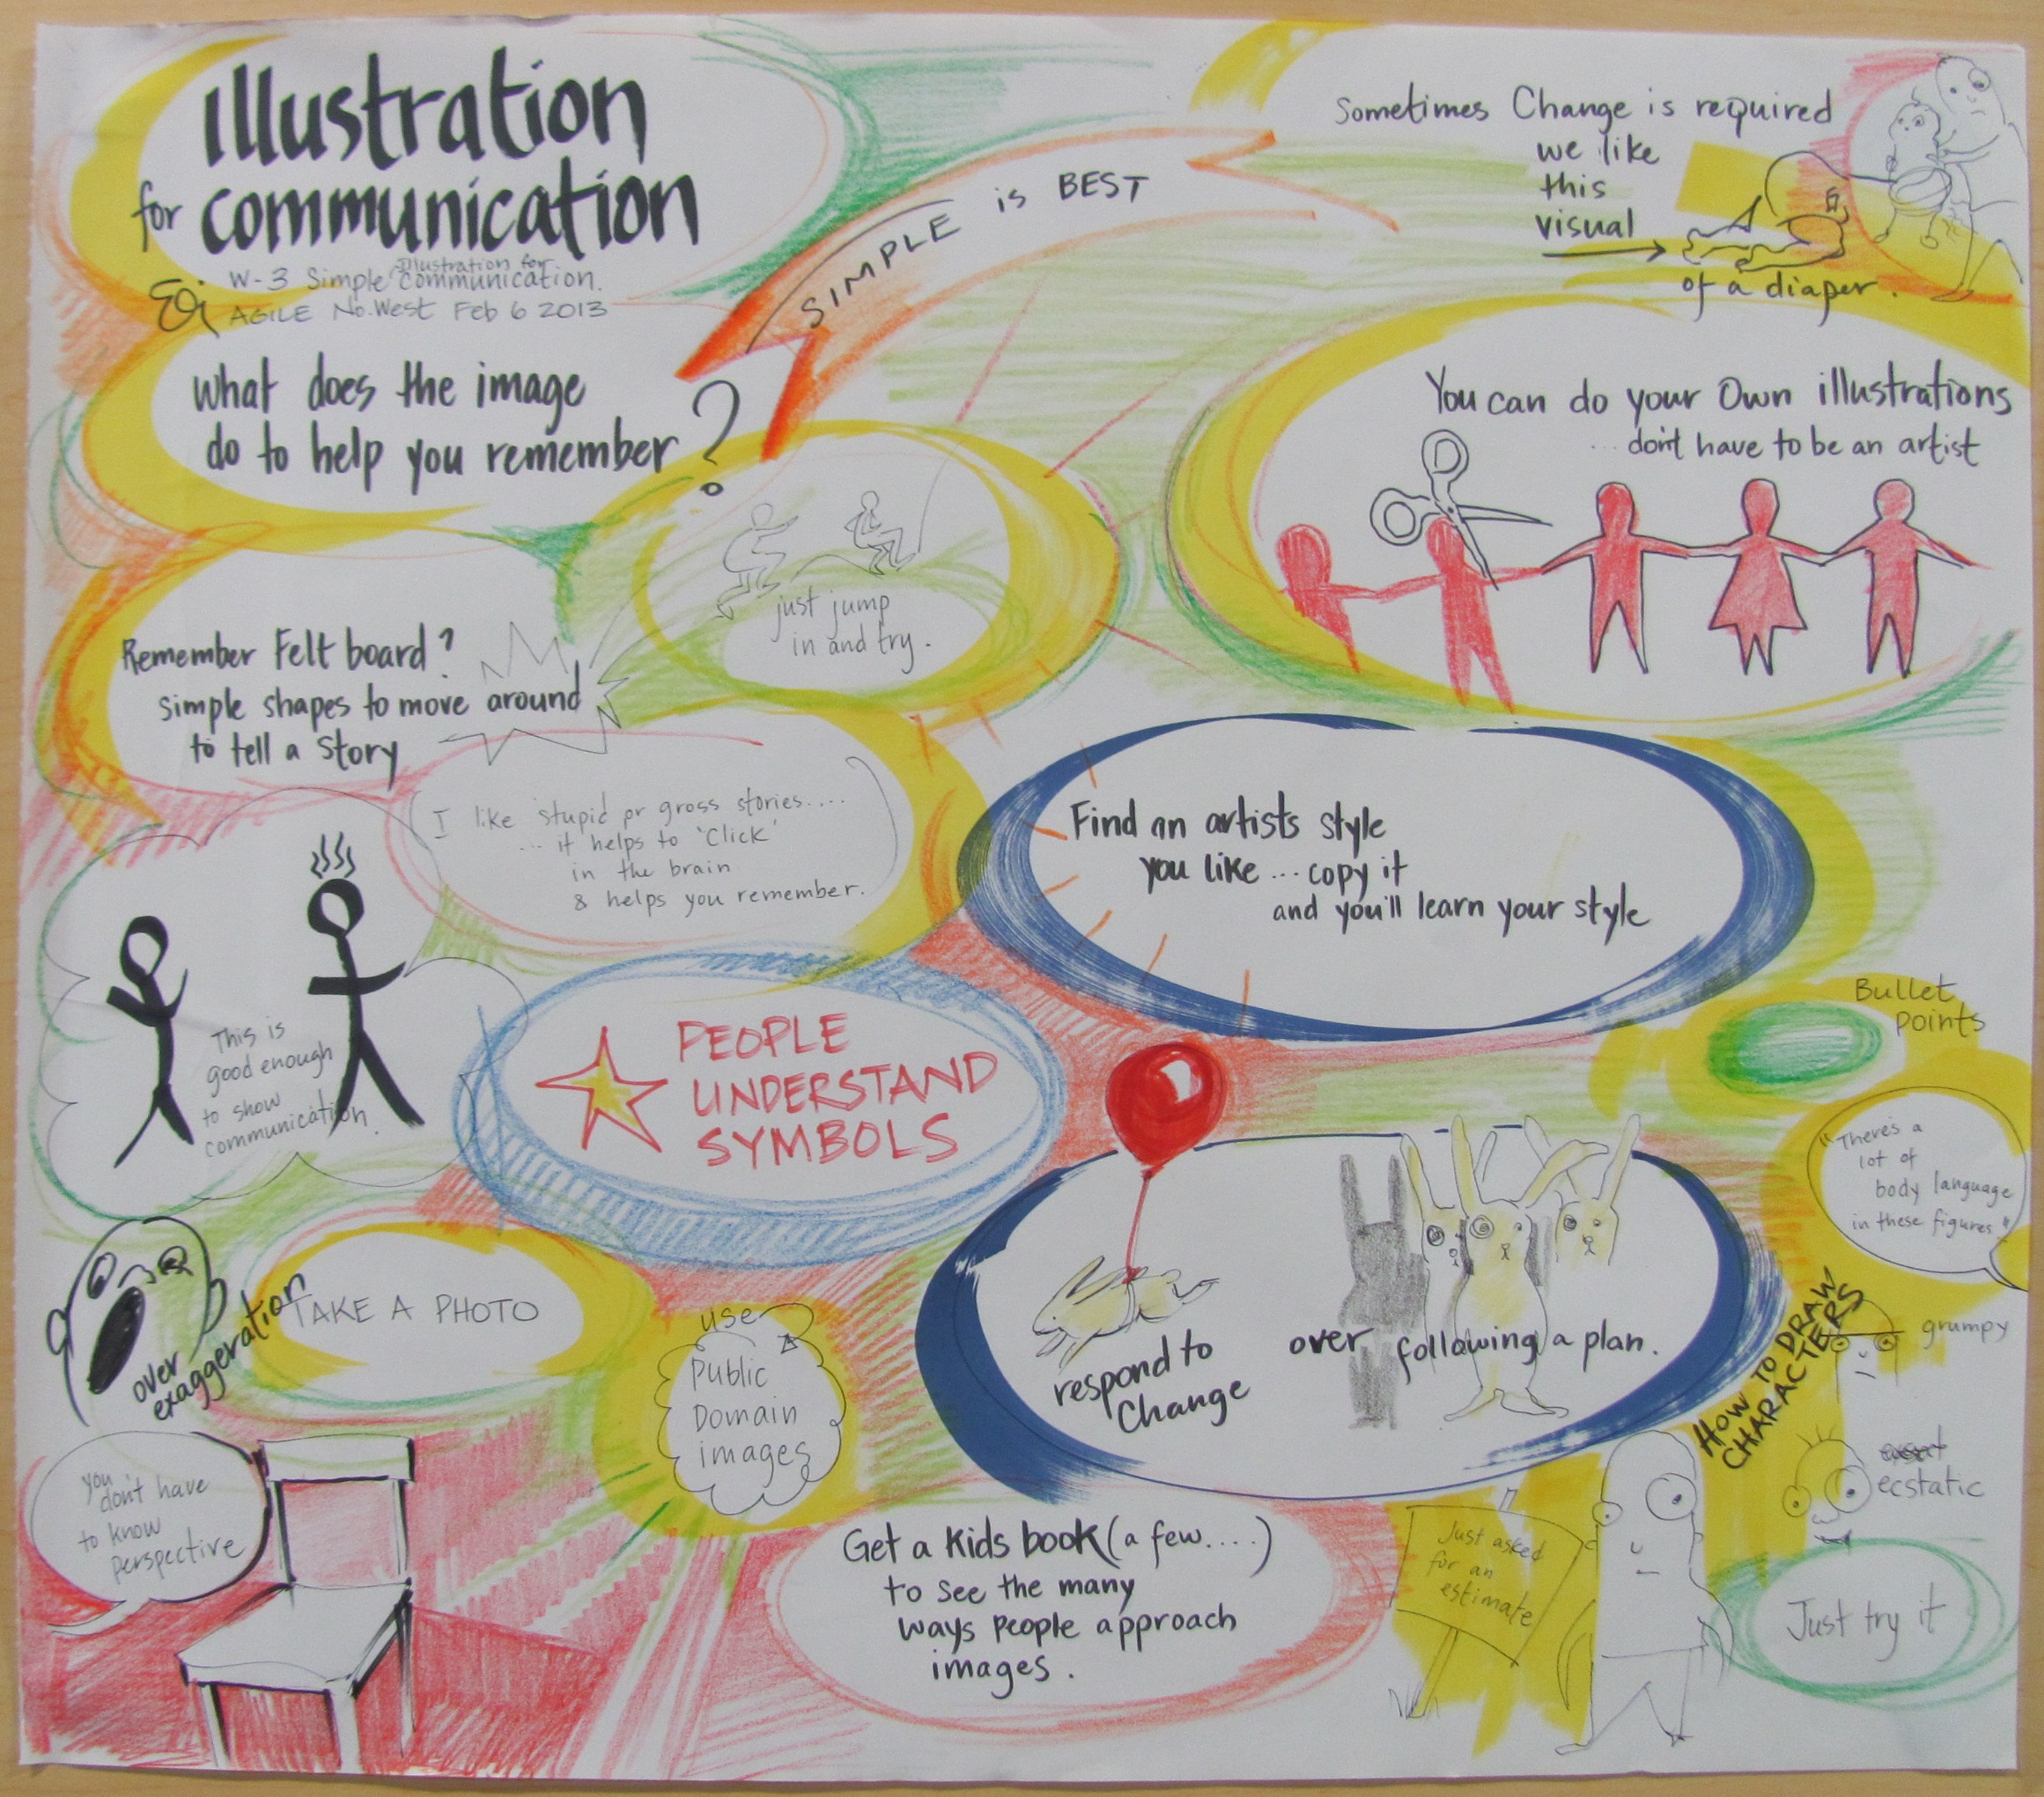 Illustration
for communication
W-3 Simple Illustration for Communication.
AGILE No.West Feb 6 2013
SIMPLE is BEST
Sometimes Change is required
we like
this
visual
of a diaper.
What does the image
do to help you remember?
You can do your Own illustrations
...don't have to be an artist
just jump
in and try.
Remember Felt board?
simple shapes to move around
to tell a story
I like stupid or gross stories....
... it helps to 'Click'
in the brain
& helps you remember.
Find an artists style
you like...copy it
and you'll learn your style
This is
good enough
to show
communication.
PEOPLE
UNDERSTAND
SYMBOLS
Bullet
points
"There's a
lot of
body language
in these figures."
over
exaggeration
TAKE A PHOTO
use
Public
Domain
images
respond to
Change
over following a plan.
HOW TO DRAW
CHARACTERS
grumpy
ecstatic
you
don't have
to know
perspective
Get a Kids book (a few....)
to see the many
ways people approach
images.
Just asked
for an
estimate
Just try it